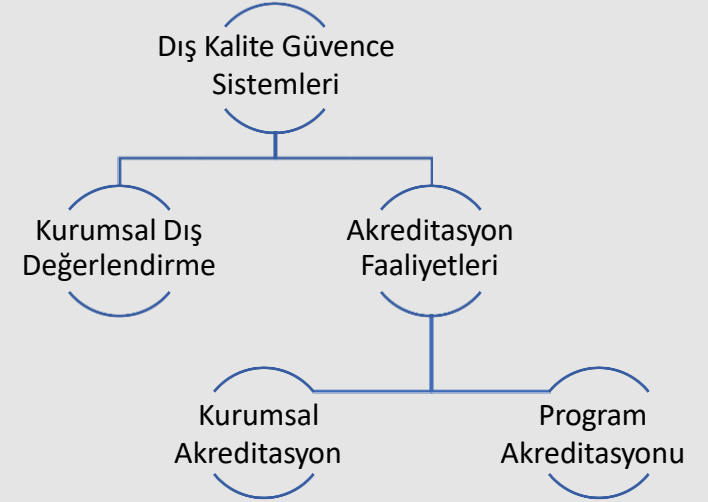 Dış Kalite Güvence
Sistemleri
Kurumsal Dış
Değerlendirme
Akreditasyon
Faaliyetleri
Kurumsal
Akreditasyon
Program
Akreditasyonu